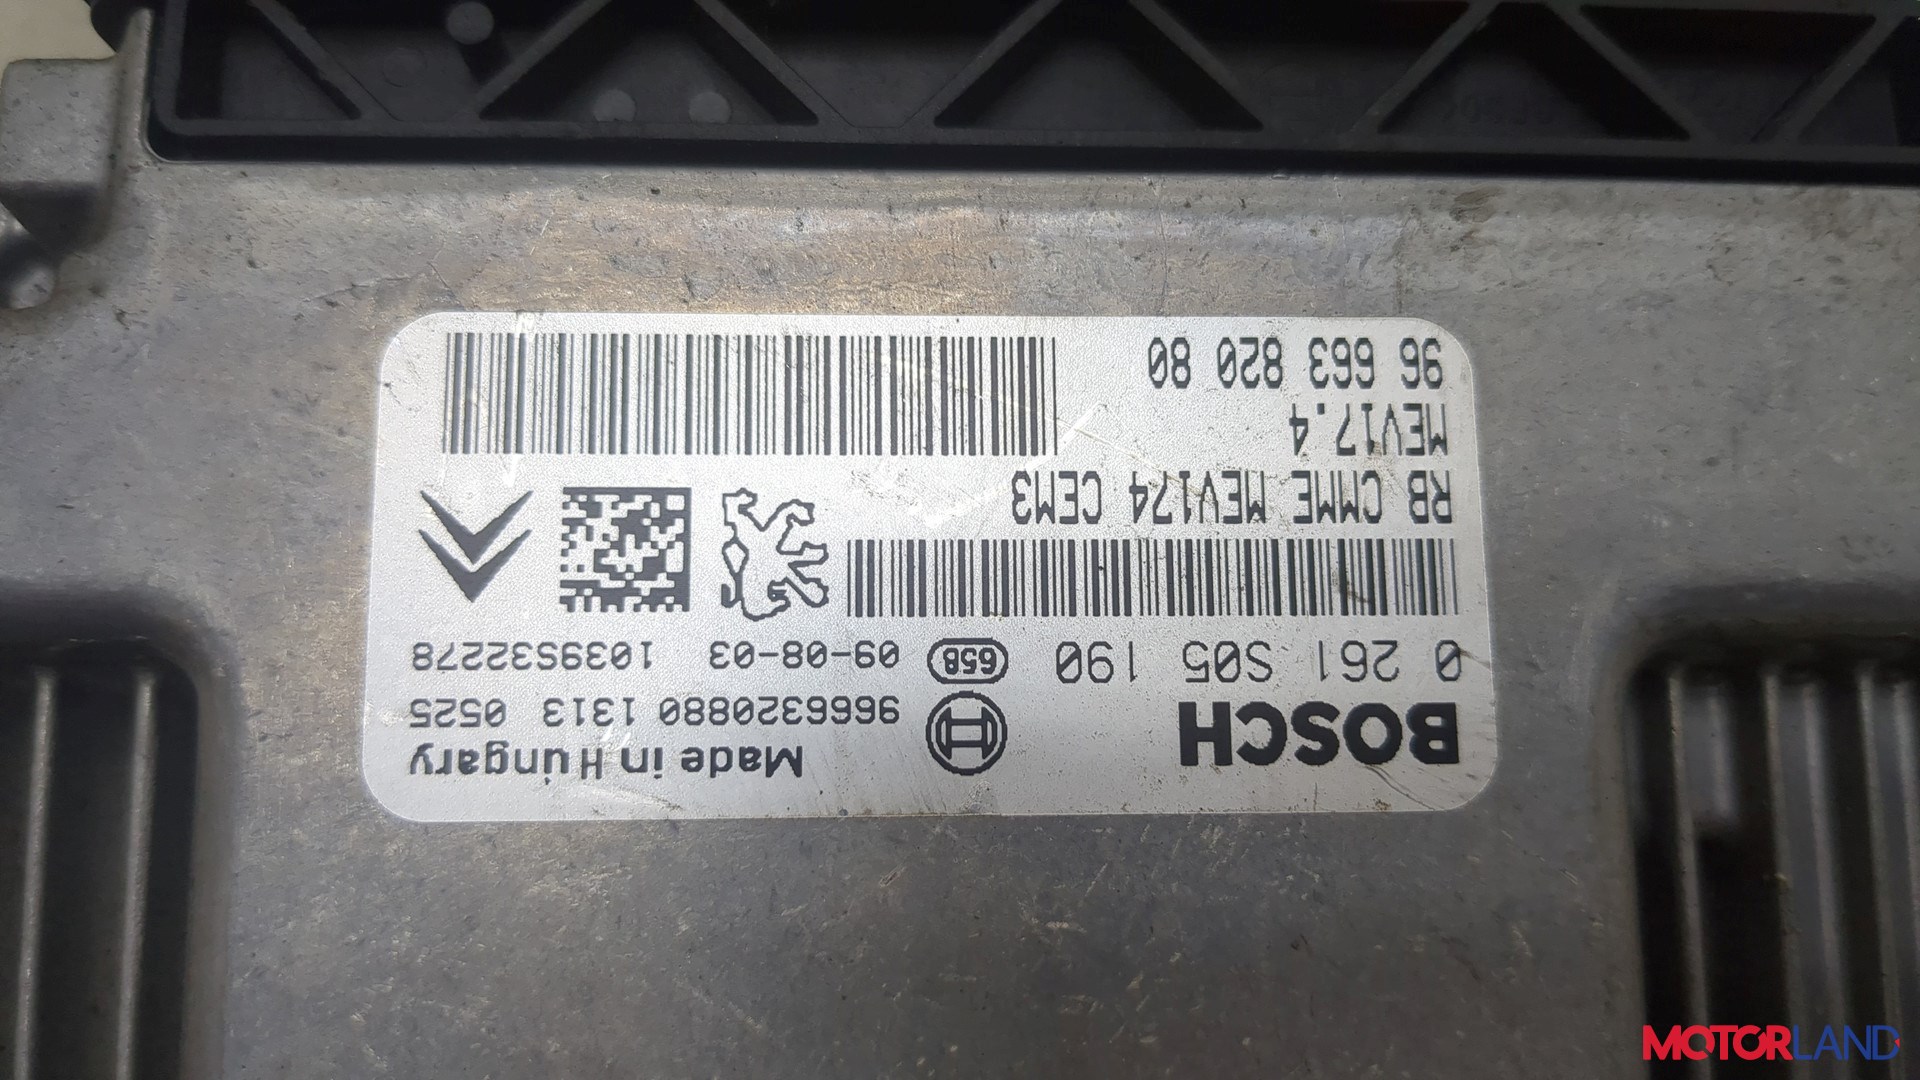 BOSCH
Made in Hungary
9666320880 1313 0525
0 261 S05 190
65B
09-08-03 1039S32278
RB CMME MEV174 CEM3
MEV17.4
96 663 820 80
MOTORLAND